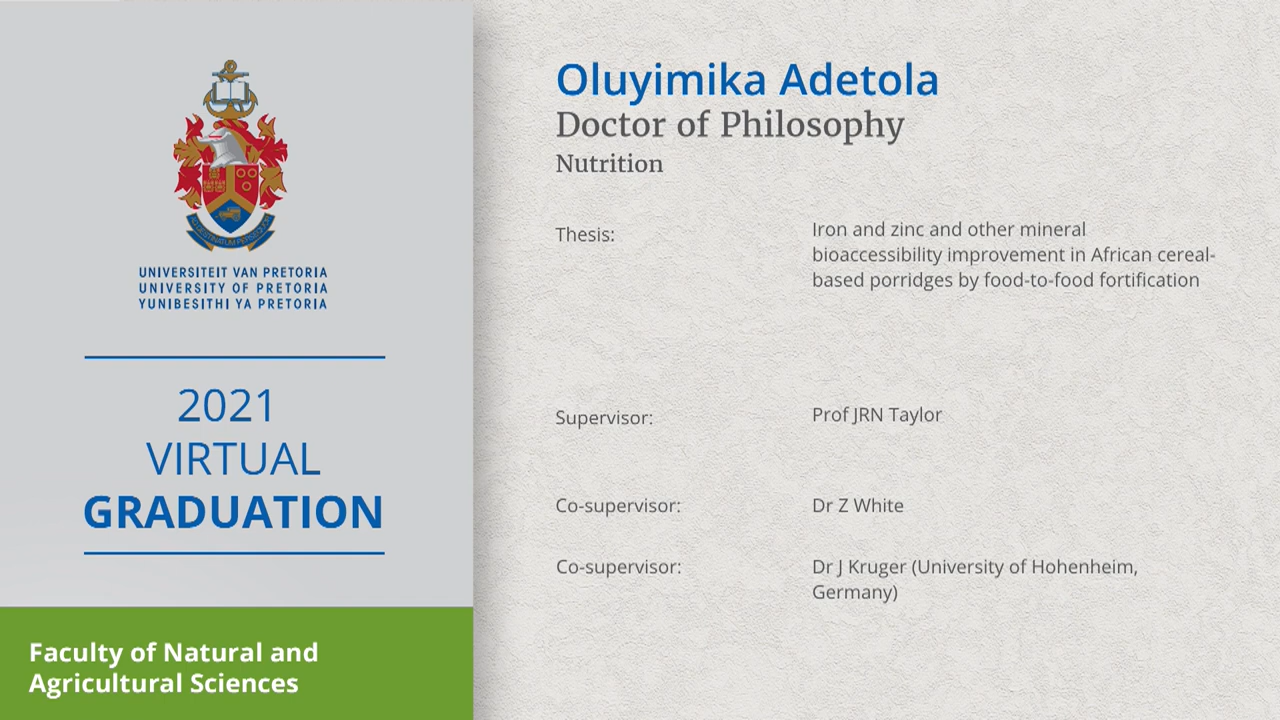 UNIVERSITEIT VAN PRETORIA
UNIVERSITY OF PRETORIA
YUNIBESITHI YA PRETORIA
2021
VIRTUAL
GRADUATION
Faculty of Natural and
Agricultural Sciences
Oluyimika Adetola
Doctor of Philosophy
Nutrition
Thesis:
Iron and zinc and other mineral
bioaccessibility improvement in African cereal-
based porridges by food-to-food fortification
Supervisor:
Prof JRN Taylor
Co-supervisor:
Dr Z White
Co-supervisor:
Dr J Kruger (University of Hohenheim,
Germany)